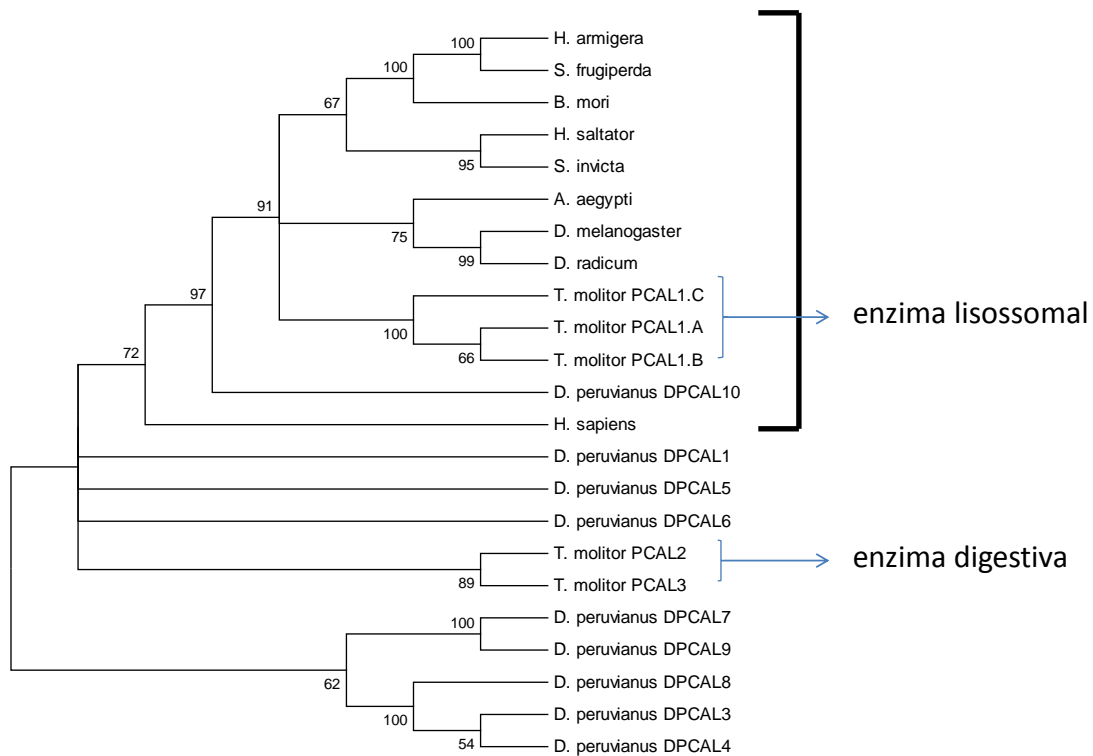 100
H. armigera
100
S. frugiperda
67
B. mori
H. saltator
95
S. invicta
91
A. aegypti
75
D. melanogaster
99
D. radicum
97
T. molitor PCAL1.C
100
T. molitor PCAL1.A
enzima lisossomal
66
T. molitor PCAL1.B
72
D. peruvianus DPCAL10
H. sapiens
D. peruvianus DPCAL1
D. peruvianus DPCAL5
D. peruvianus DPCAL6
T. molitor PCAL2
enzima digestiva
89
T. molitor PCAL3
100
D. peruvianus DPCAL7
D. peruvianus DPCAL9
62
D. peruvianus DPCAL8
100
D. peruvianus DPCAL3
54
D. peruvianus DPCAL4